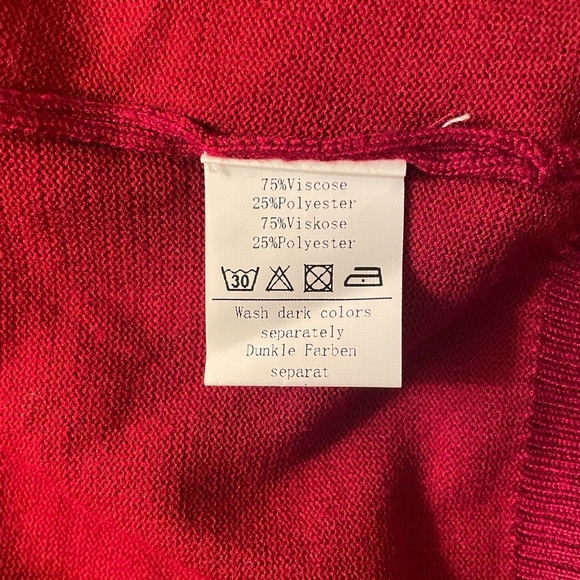 75%Viscose
25%Polyester
75%Viskose
25%Polyester
30
Wash dark colors
separately
Dunkle Farben
separat